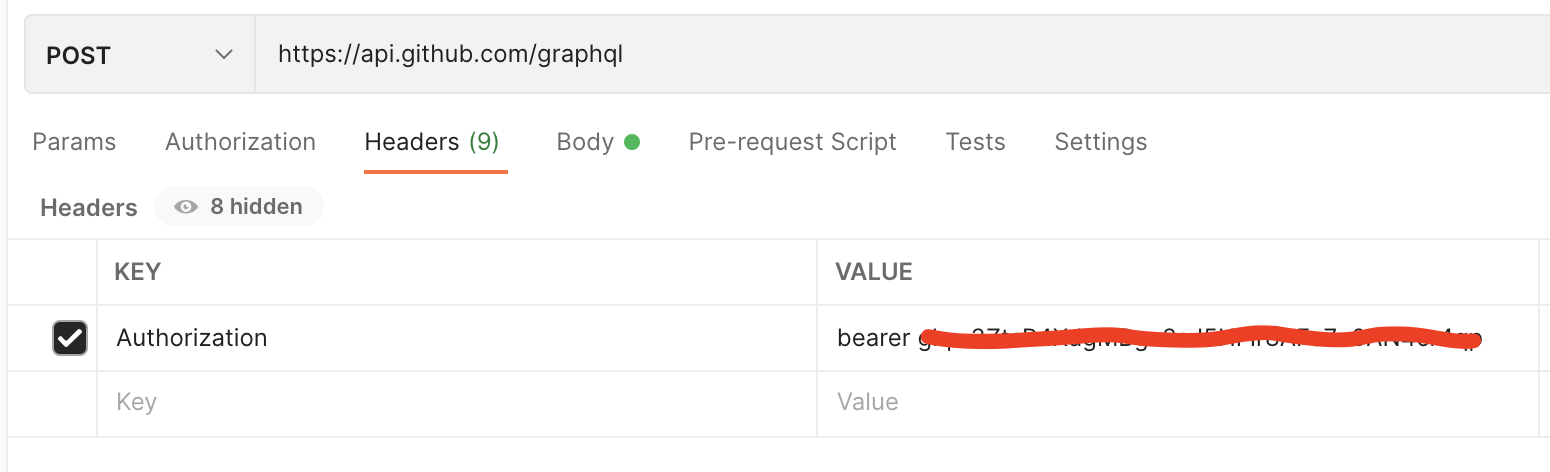 POST https://api.github.com/graphql
Params Authorization Headers (9) Body Pre-request Script Tests Settings
Headers 8 hidden
KEY VALUE
Authorization bearer
Key Value